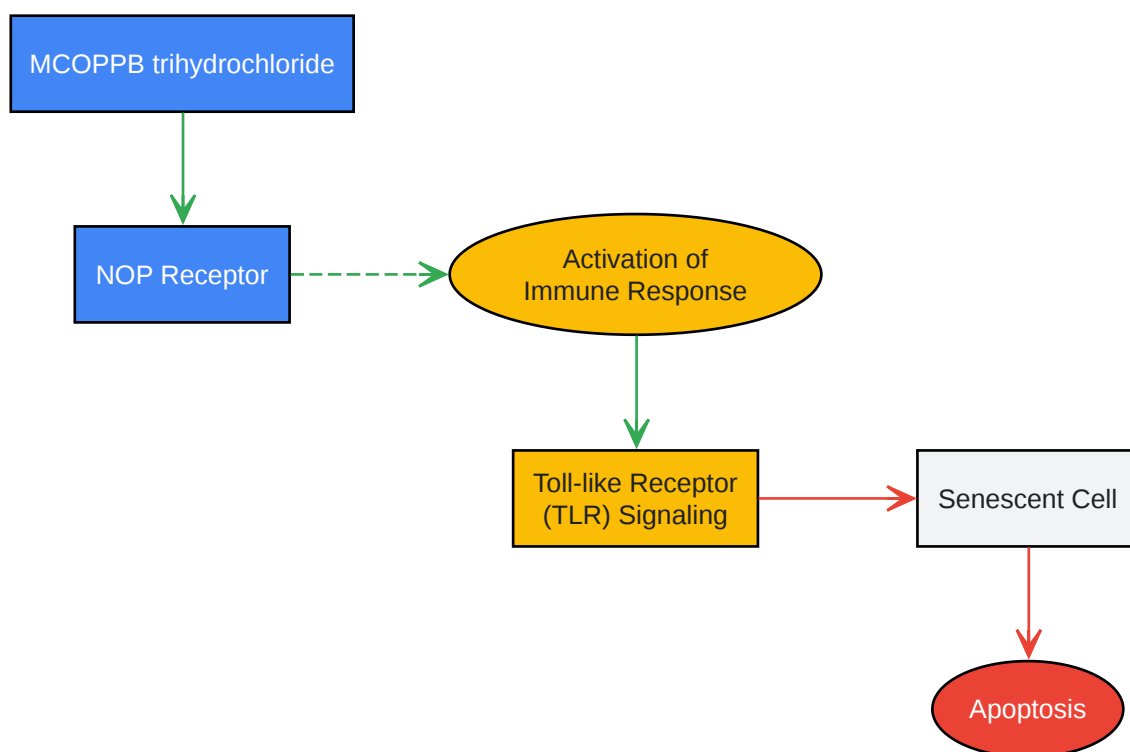 MCOPPB trihydrochloride
NOP Receptor
Activation of
Immune Response
Toll-like Receptor
(TLR) Signaling
Senescent Cell
Apoptosis